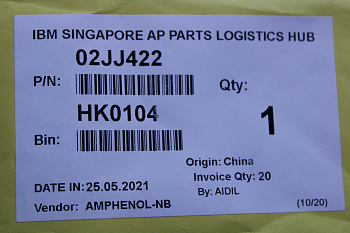 IBM SINGAPORE AP PARTS LOGISTICS HUB
02JJ422
P/N: Qty:
HK0104 1
Bin:
Origin: China
Invoice Qty: 20
DATE IN:25.05.2021 By: AIDIL
Vendor: AMPHENOL-NB (10/20)